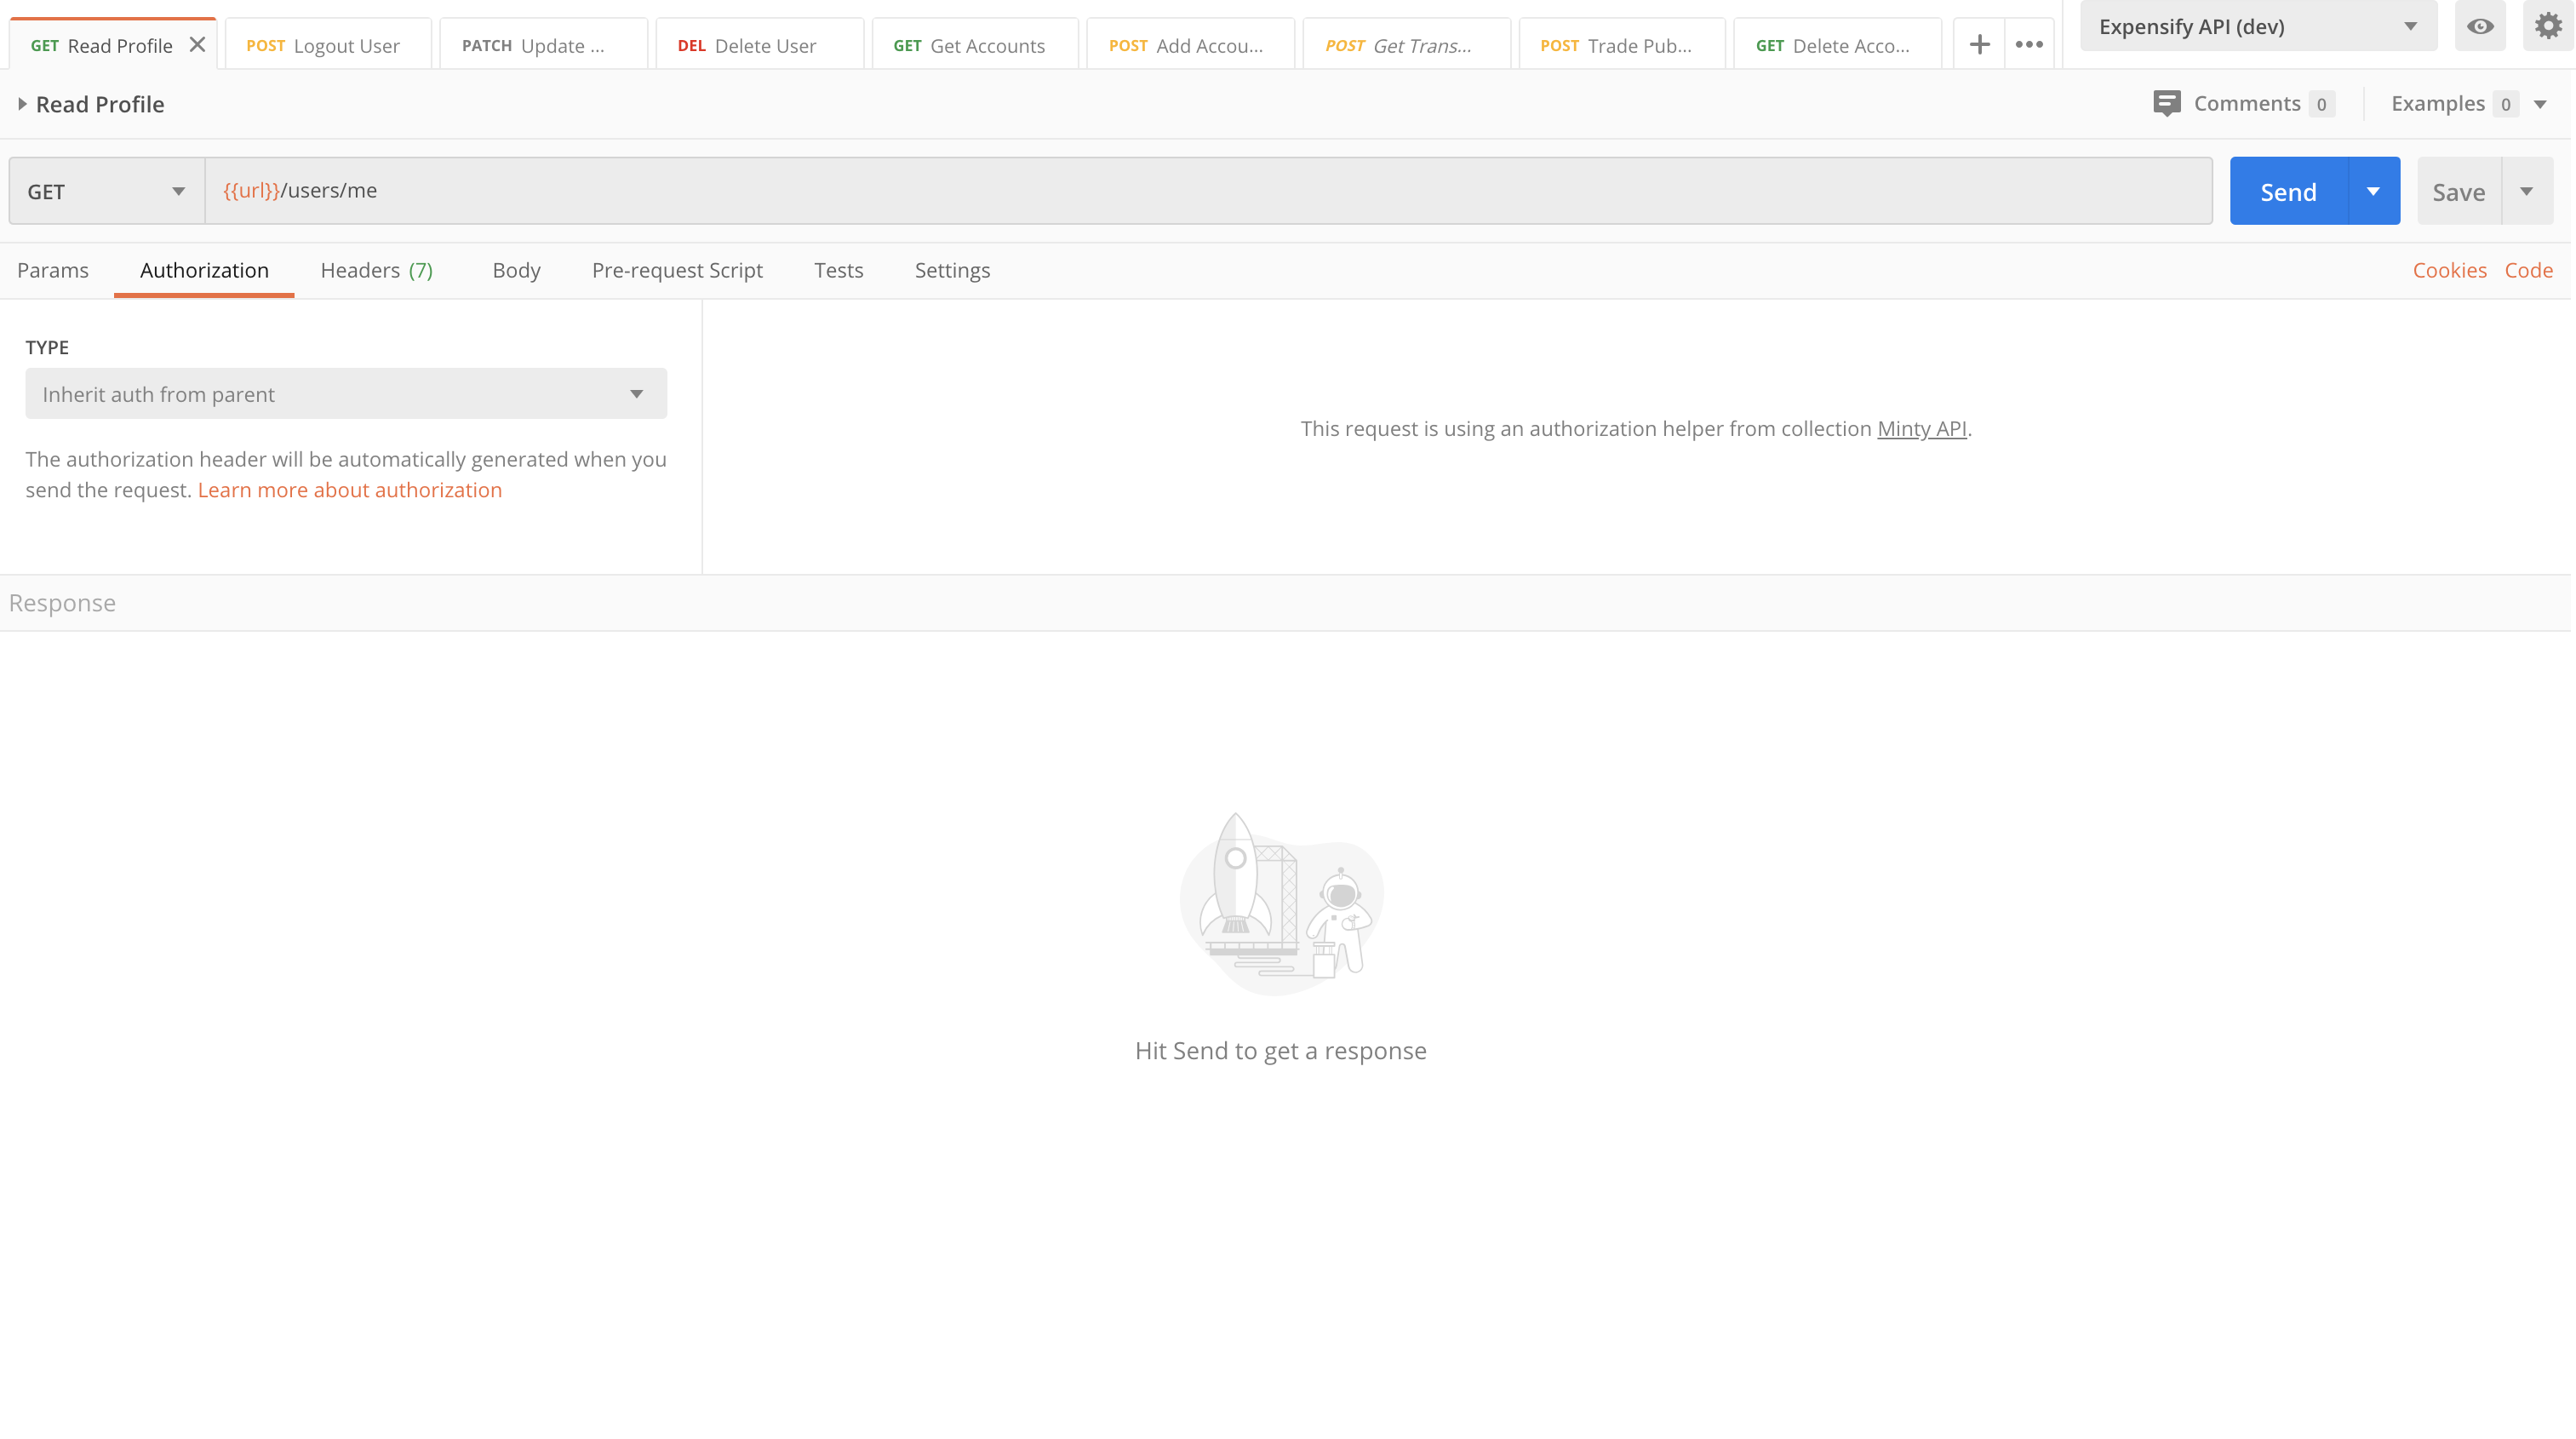 GET Read Profile
POST Logout User
PATCH Update ...
DEL Delete User
GET Get Accounts
POST Add Accou...
POST Get Trans...
POST Trade Pub...
GET Delete Acco...
Expensify API (dev)
Read Profile
Comments 0
Examples 0
GET
{{url}}/users/me
Send
Save
Params
Authorization
Headers (7)
Body
Pre-request Script
Tests
Settings
Cookies
Code
TYPE
Inherit auth from parent
The authorization header will be automatically generated when you
send the request. Learn more about authorization
This request is using an authorization helper from collection Minty API.
Response
Hit Send to get a response